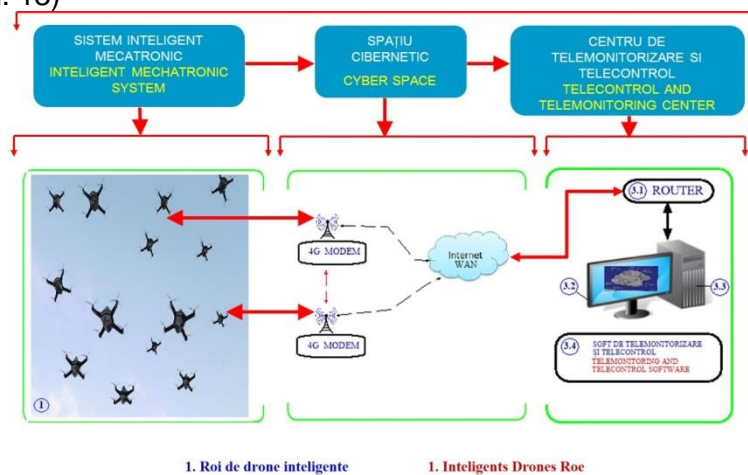 SISTEM INTELIGENT
MECATRONIC
INTELIGENT MECHATRONIC
SYSTEM
SPAȚIU
CIBERNETIC
CYBER SPACE
CENTRU DE
TELEMONITORIZARE SI
TELECONTROL
TELECONTROL AND
TELEMONITORING CENTER
1
4G MODEM
4G MODEM
Internet
WAN
3.1 ROUTER
3.2
3.3
3.4
SOFT DE TELEMONITORIZARE
ȘI TELECONTROL
TELEMONITORING AND
TELECONTROL SOFTWARE
1. Roi de drone inteligente
1. Inteligents Drones Roe